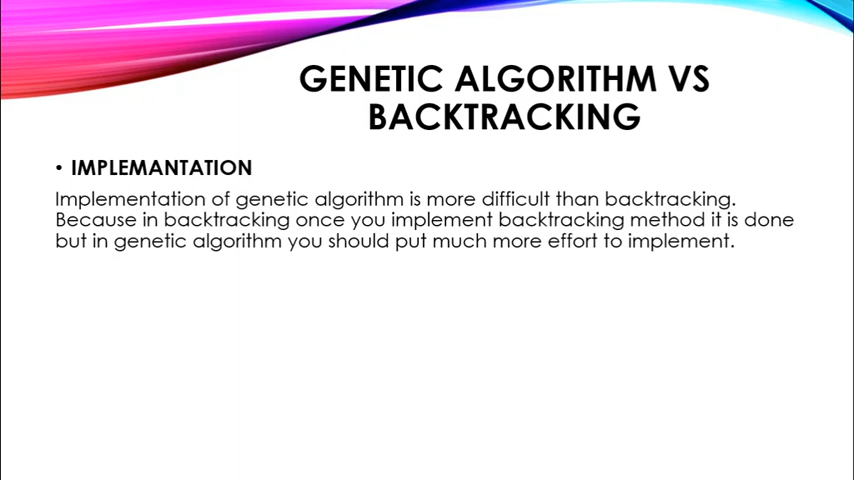 GENETIC ALGORITHM VS
BACKTRACKING
• IMPLEMANTATION
Implementation of genetic algorithm is more difficult than backtracking.
Because in backtracking once you implement backtracking method it is done
but in genetic algorithm you should put much more effort to implement.